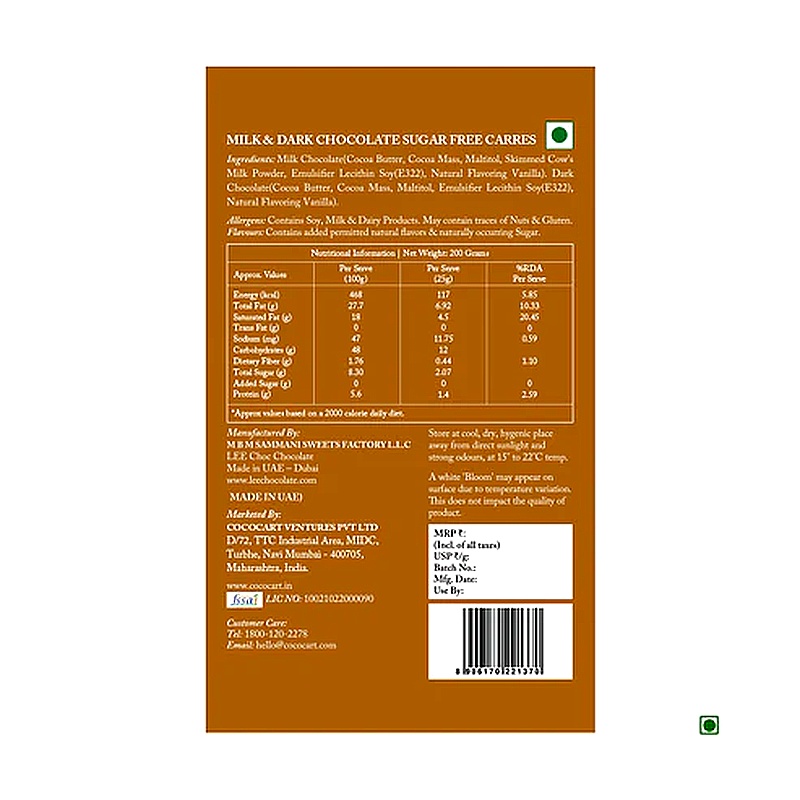 MILK & DARK CHOCOLATE SUGAR FREE CARRES
Ingredients: Milk Chocolate(Cocoa Butter, Cocoa Mass, Maltitol, Skimmed Cow's
Milk Powder, Emulsifier Lecithin Soy(E322), Natural Flavoring Vanilla). Dark
Chocolate(Cocoa Butter, Cocoa Mass, Maltitol, Emulsifier Lecithin Soy(E322),
Natural Flavoring Vanilla).
Allergens: Contains Soy, Milk & Dairy Products. May contain traces of Nuts & Gluten.
Flavours: Contains added permitted natural flavors & naturally occurring Sugar.
Nutritional Information | Net Weight: 200 Grams
Approx. Values Per Serve (100g) Per Serve (25g) %RDA Per Serve
Energy (kcal) 468 117 5.85
Total Fat (g) 27.7 6.92 10.33
Saturated Fat (g) 18 4.5 20.45
Trans Fat (g) 0 0 0
Sodium (mg) 47 11.75 0.59
Carbohydrates (g) 48 12
Dietary Fiber (g) 1.76 0.44 1.10
Total Sugar (g) 8.30 2.07
Added Sugar (g) 0 0 0
Protein (g) 5.6 1.4 2.59
*Approx values based on a 2000 calorie daily diet.
Manufactured By:
M B M SAMMANI SWEETS FACTORY L.L.C
LEE Choc Chocolate
Made in UAE – Dubai
www.leechocolate.com
MADE IN UAE)
Marketed By:
COCOCART VENTURES PVT LTD
D/72, TTC Industrial Area, MIDC,
Turbhe, Navi Mumbai - 400705,
Maharashtra, India.
www.cococart.in
fssai LIC NO: 10021022000090
Customer Care:
Tel: 1800-120-2278
Email: hello@cococart.com
Store at cool, dry, hygenic place
away from direct sunlight and
strong odours, at 15° to 22°C temp.
A white 'Bloom' may appear on
surface due to temperature variation.
This does not impact the quality of
product.
MRP ₹:
(Incl. of all taxes)
USP ₹/g:
Batch No.:
Mfg. Date:
Use By:
8 906170 221370